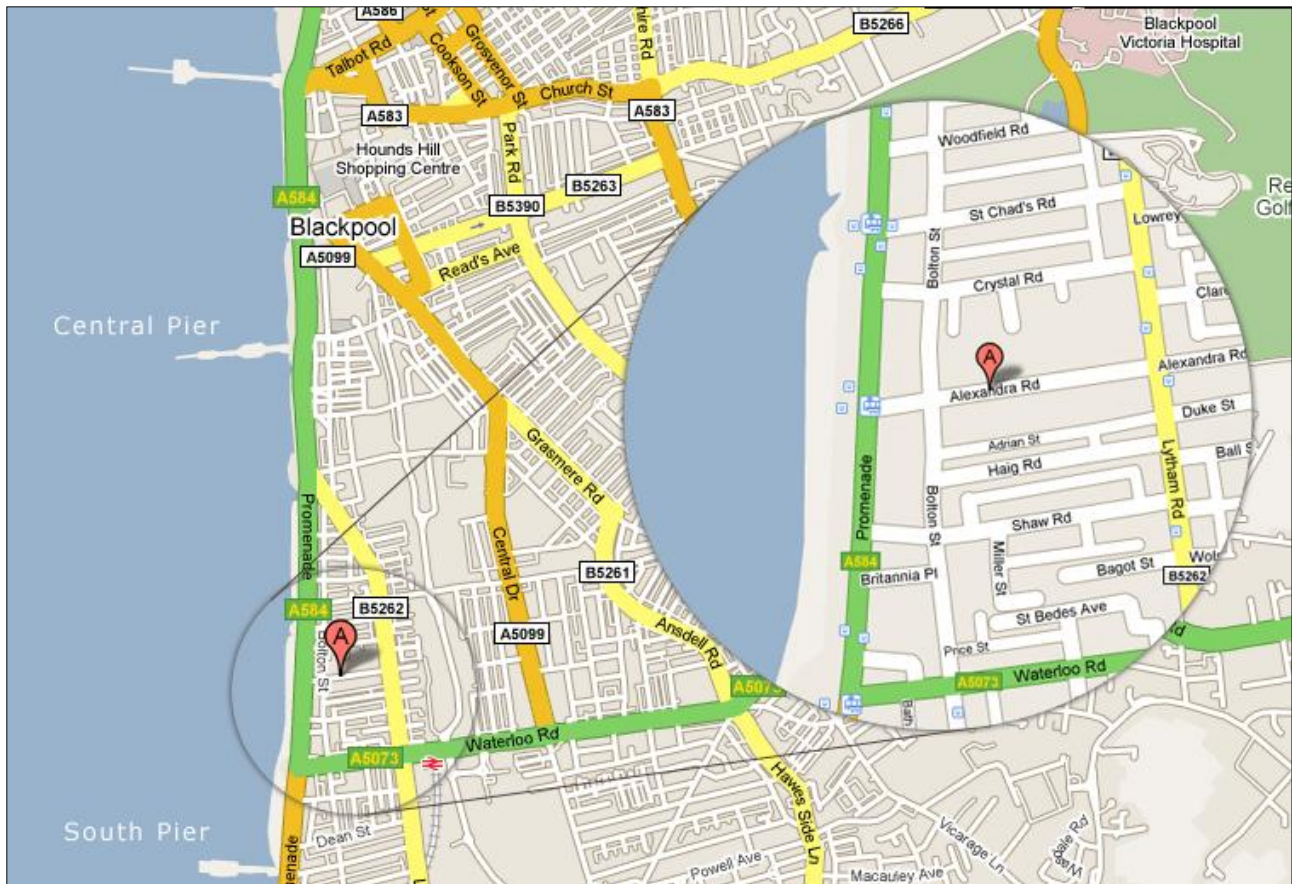 A586
B5266
Blackpool
Victoria Hospital
Talbot Rd
Cookson St
Grosvenor St
Church St
A583
A583
Hounds Hill
Shopping Centre
Park Rd
B5263
A584
B5390
Blackpool
A5099
Read's Ave
Central Pier
Grasmere Rd
Promenade
Central Dr
B5261
A584
B5262
A
Bolton St
A5099
Ansdell Rd
A5073
A5073
Waterloo Rd
South Pier
Dean St
Hawes Side Ln
Vicarage Ln
Powell Ave
Macauley Ave
Woodfield Rd
St Chad's Rd
Lowrey
Bolton St
Crystal Rd
A
Alexandra Rd
Alexandra Rd
Duke St
Adrian St
Haig Rd
Promenade
Bolton St
Lytham Rd
Shaw Rd
A584
Britannia Pl
Miller St
Bagot St
B5262
St Bedes Ave
Price St
A5073
Waterloo Rd
Bath